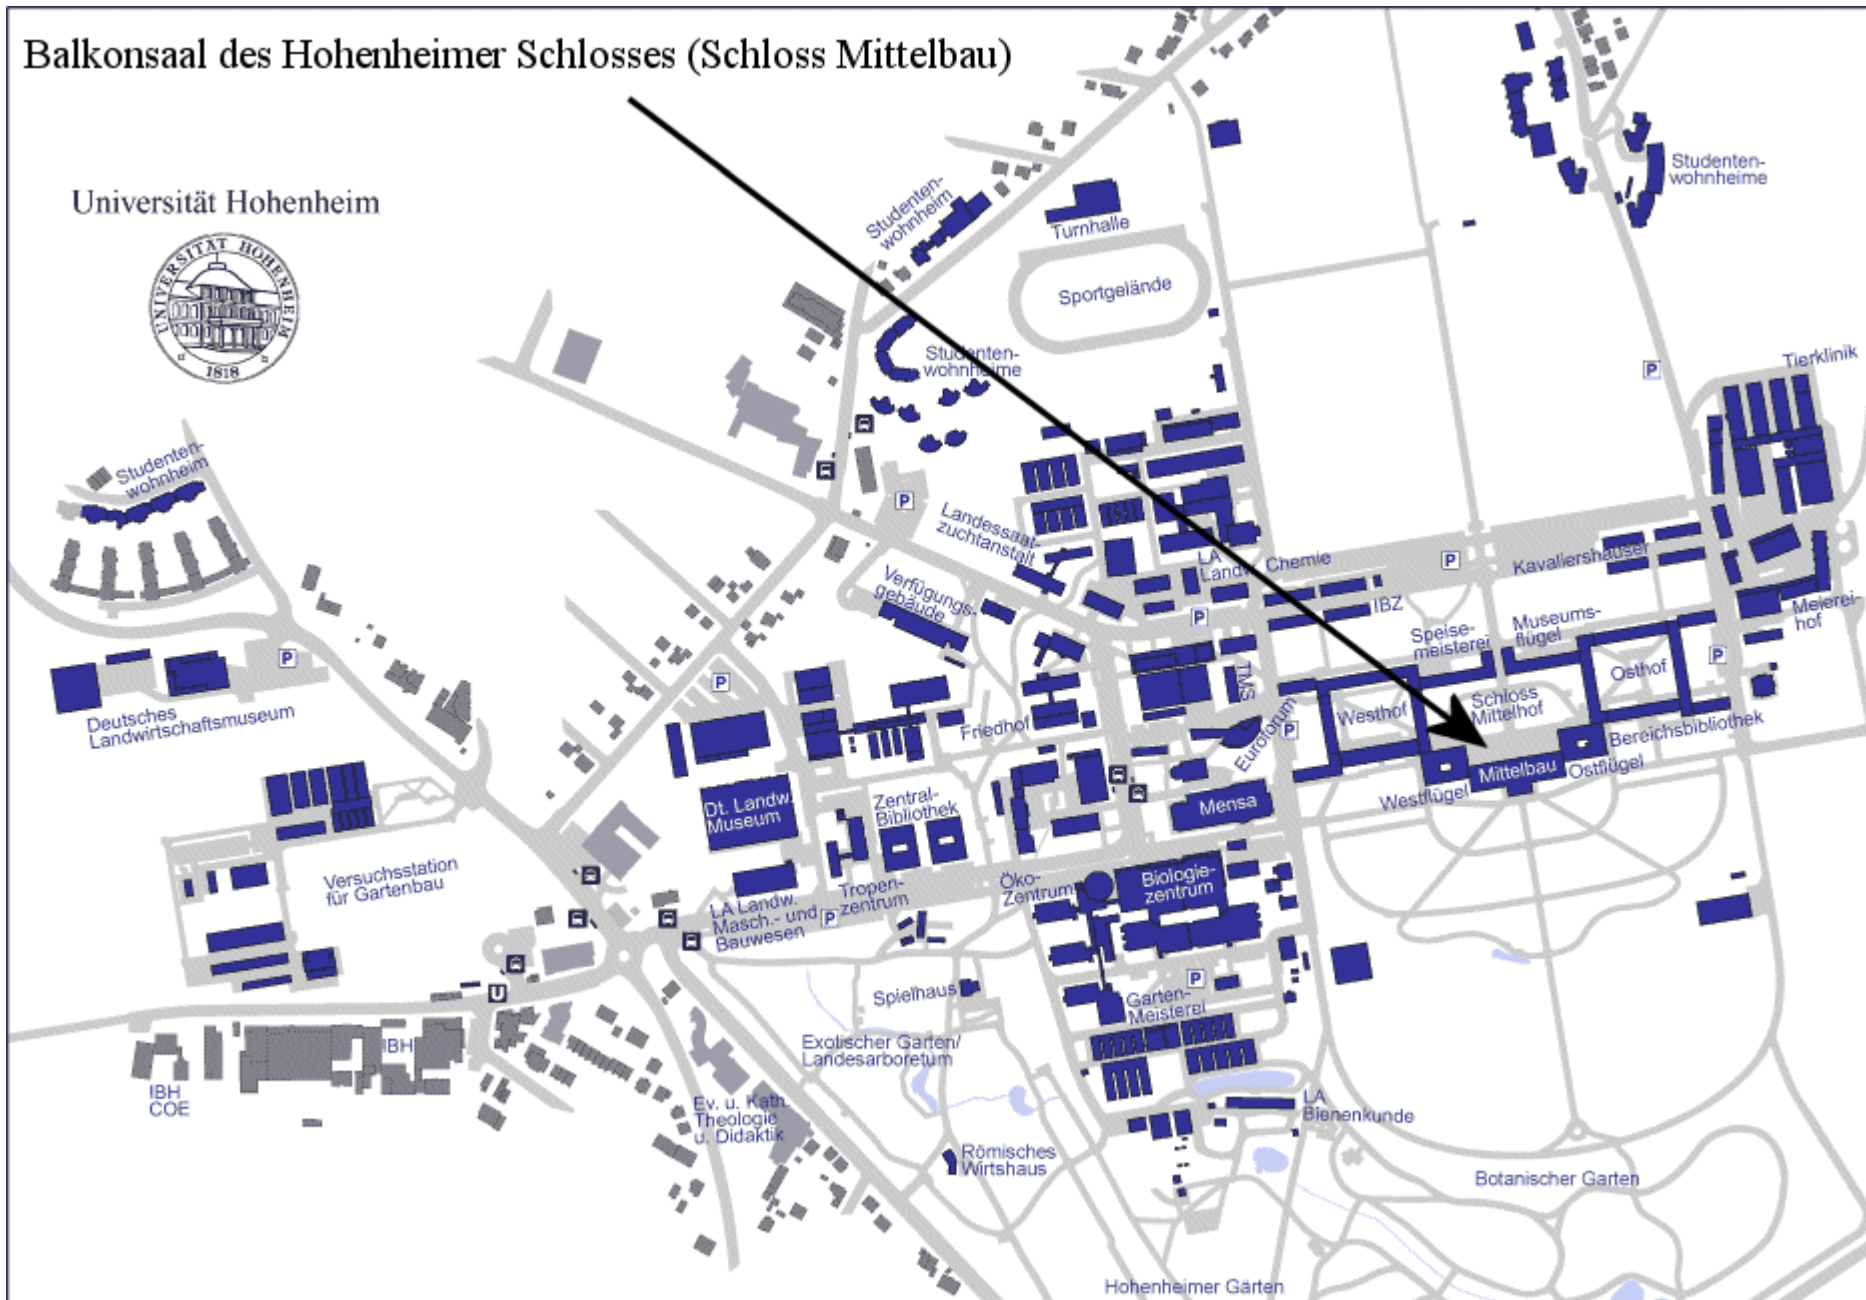 Balkonsaal des Hohenheimer Schlosses (Schloss Mittelbau)
Universität Hohenheim
UNIVERSITÄT HOHENHEIM
1818
Studenten-
wohnheim
Turnhalle
Studenten-
wohnheime
Sportgelände
Studenten-
wohnheime
Tierklinik
P
Studenten-
wohnheim
P
Landessaat-
zuchtanstalt
LA
Landw. Chemie
P
Kavaliershäuser
Verfügungs-
gebäude
P
IBZ
Speise-
meisterei
Museums-
flügel
Meierei-
hof
P
P
P
TMS
Osthof
Deutsches
Landwirtschaftsmuseum
Friedhof
Euroforum
P
Westhof
Schloss
Mittelhof
Bereichsbibliothek
Mittelbau
Ostflügel
Westflügel
Dt. Landw.
Museum
Zentral-
Bibliothek
Mensa
Versuchsstation
für Gartenbau
LA Landw.
Masch.- und
Bauwesen
Tropen-
zentrum
P
Öko-
Zentrum
Biologie-
zentrum
U
Spielhaus
P
Garten-
Meisterei
IBH
Exotischer Garten/
Landesarboretum
IBH
COE
Ev. u. Kath.
Theologie
u. Didaktik
LA
Bienenkunde
Römisches
Wirtshaus
Botanischer Garten
Hohenheimer Gärten